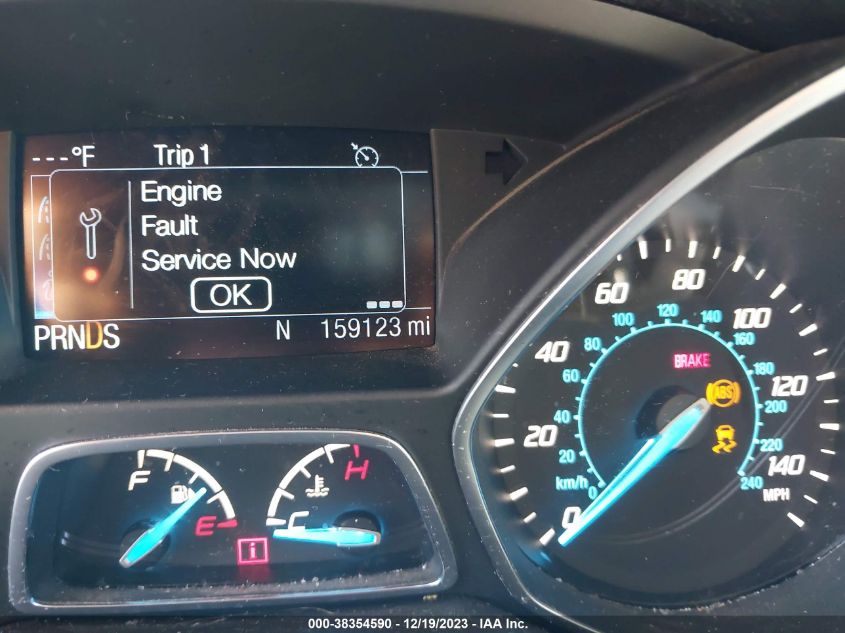 ---°F Trip 1
Engine
Fault
Service Now
OK
PRNDS N 159123 mi
F
E
H
C
i
0 20 40 60 80 100 120 140
MPH
km/h 0 20 40 60 80 100 120 140 160 180 200 220 240
BRAKE
ABS
000-38354590 - 12/19/2023 - IAA Inc.